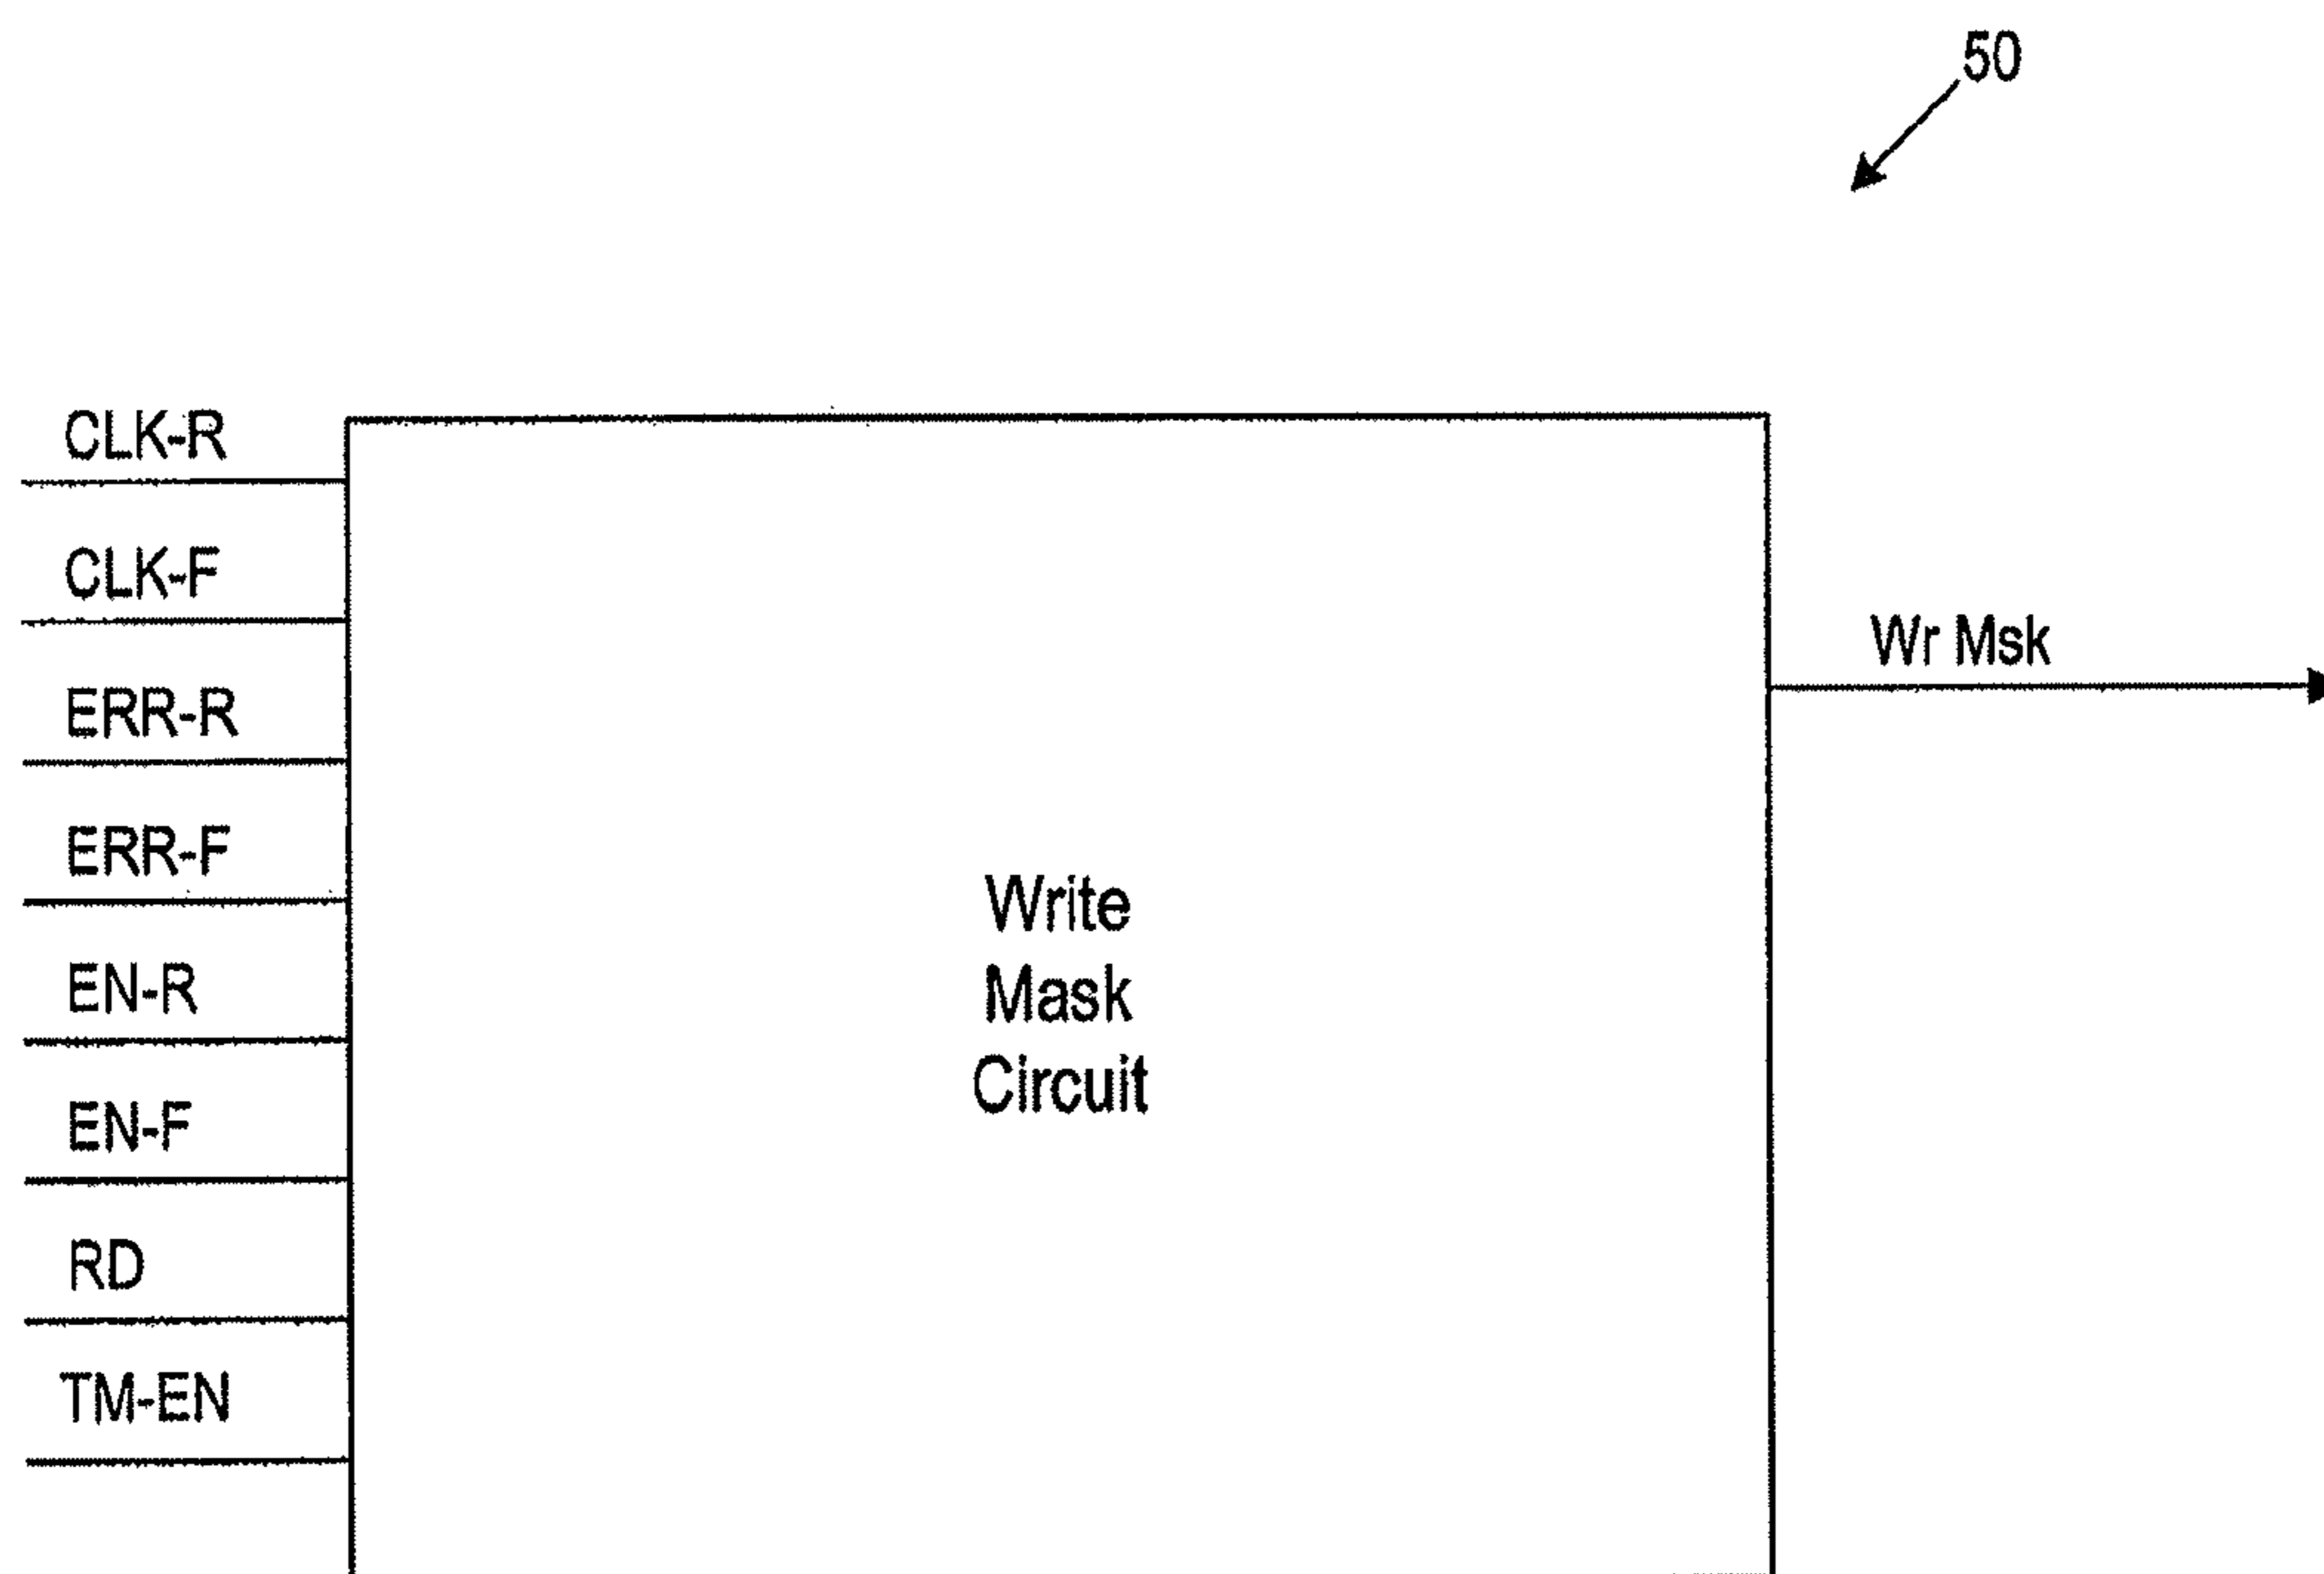 50
CLK-R
CLK-F
ERR-R
ERR-F
EN-R
EN-F
RD
TM-EN
Write
Mask
Circuit
Wr Msk